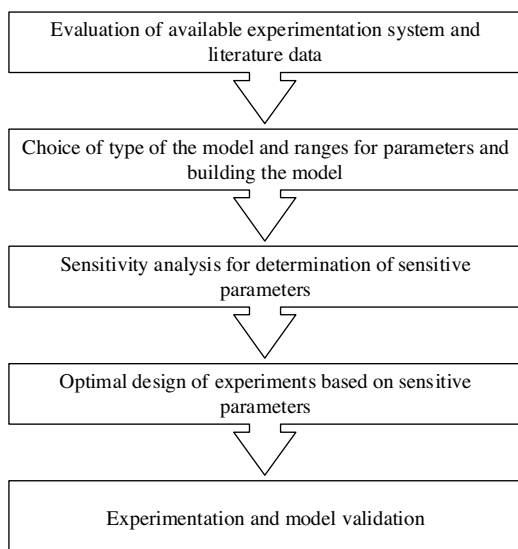 Evaluation of available experimentation system and
literature data
Choice of type of the model and ranges for parameters and
building the model
Sensitivity analysis for determination of sensitive
parameters
Optimal design of experiments based on sensitive
parameters
Experimentation and model validation